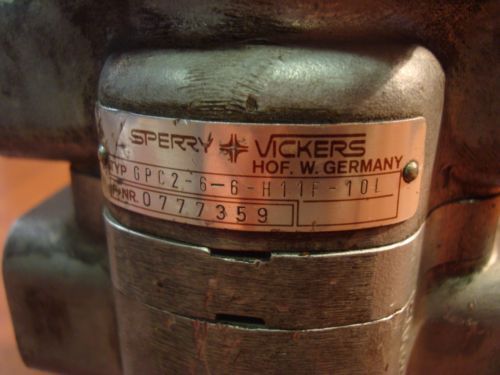 SPERRY VICKERS
HOF. W. GERMANY
TYP GPC2-6-6-H11F-10L
F-NR. 0777359